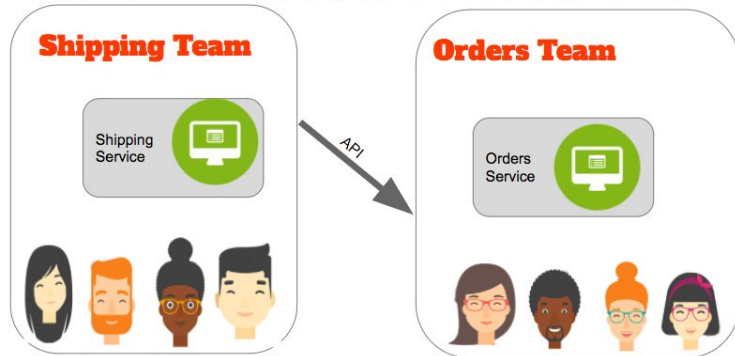 Shipping Team
Shipping
Service
API
Orders Team
Orders
Service